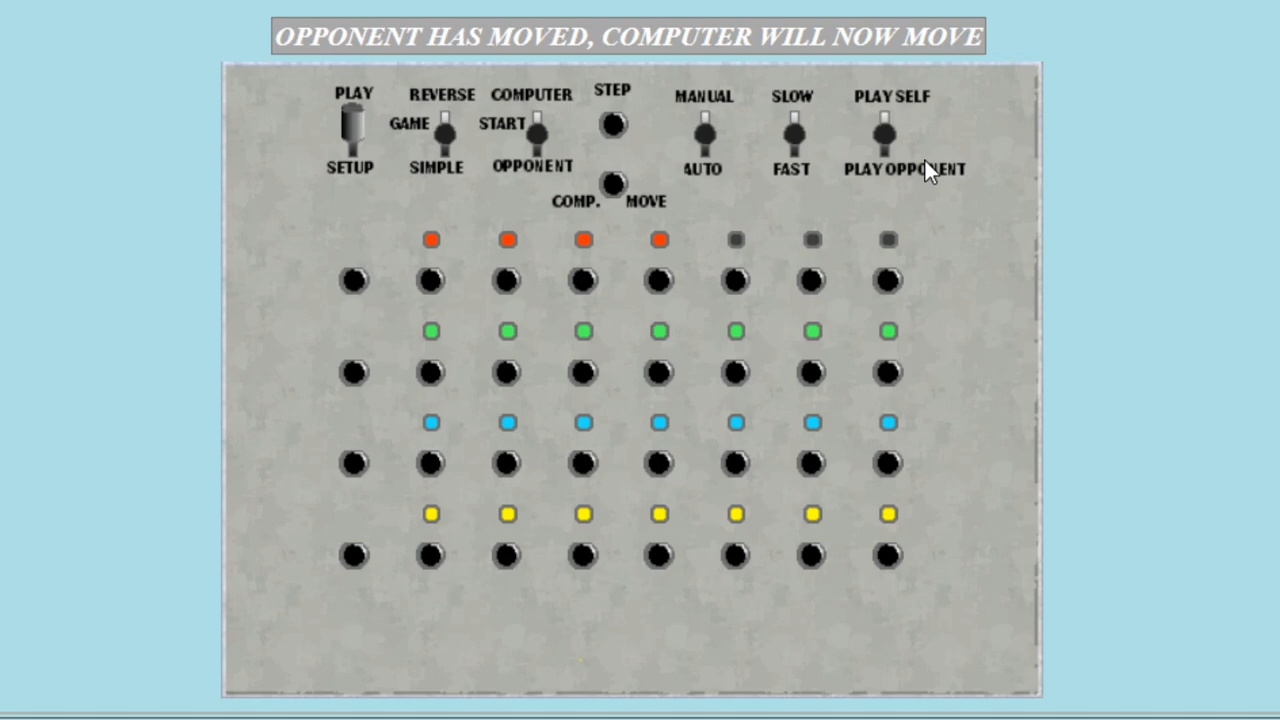 OPPONENT HAS MOVED, COMPUTER WILL NOW MOVE
PLAY
REVERSE
COMPUTER
STEP
MANUAL
SLOW
PLAY SELF
GAME
START
SETUP
SIMPLE
OPPONENT
AUTO
FAST
PLAY OPPONENT
COMP. MOVE